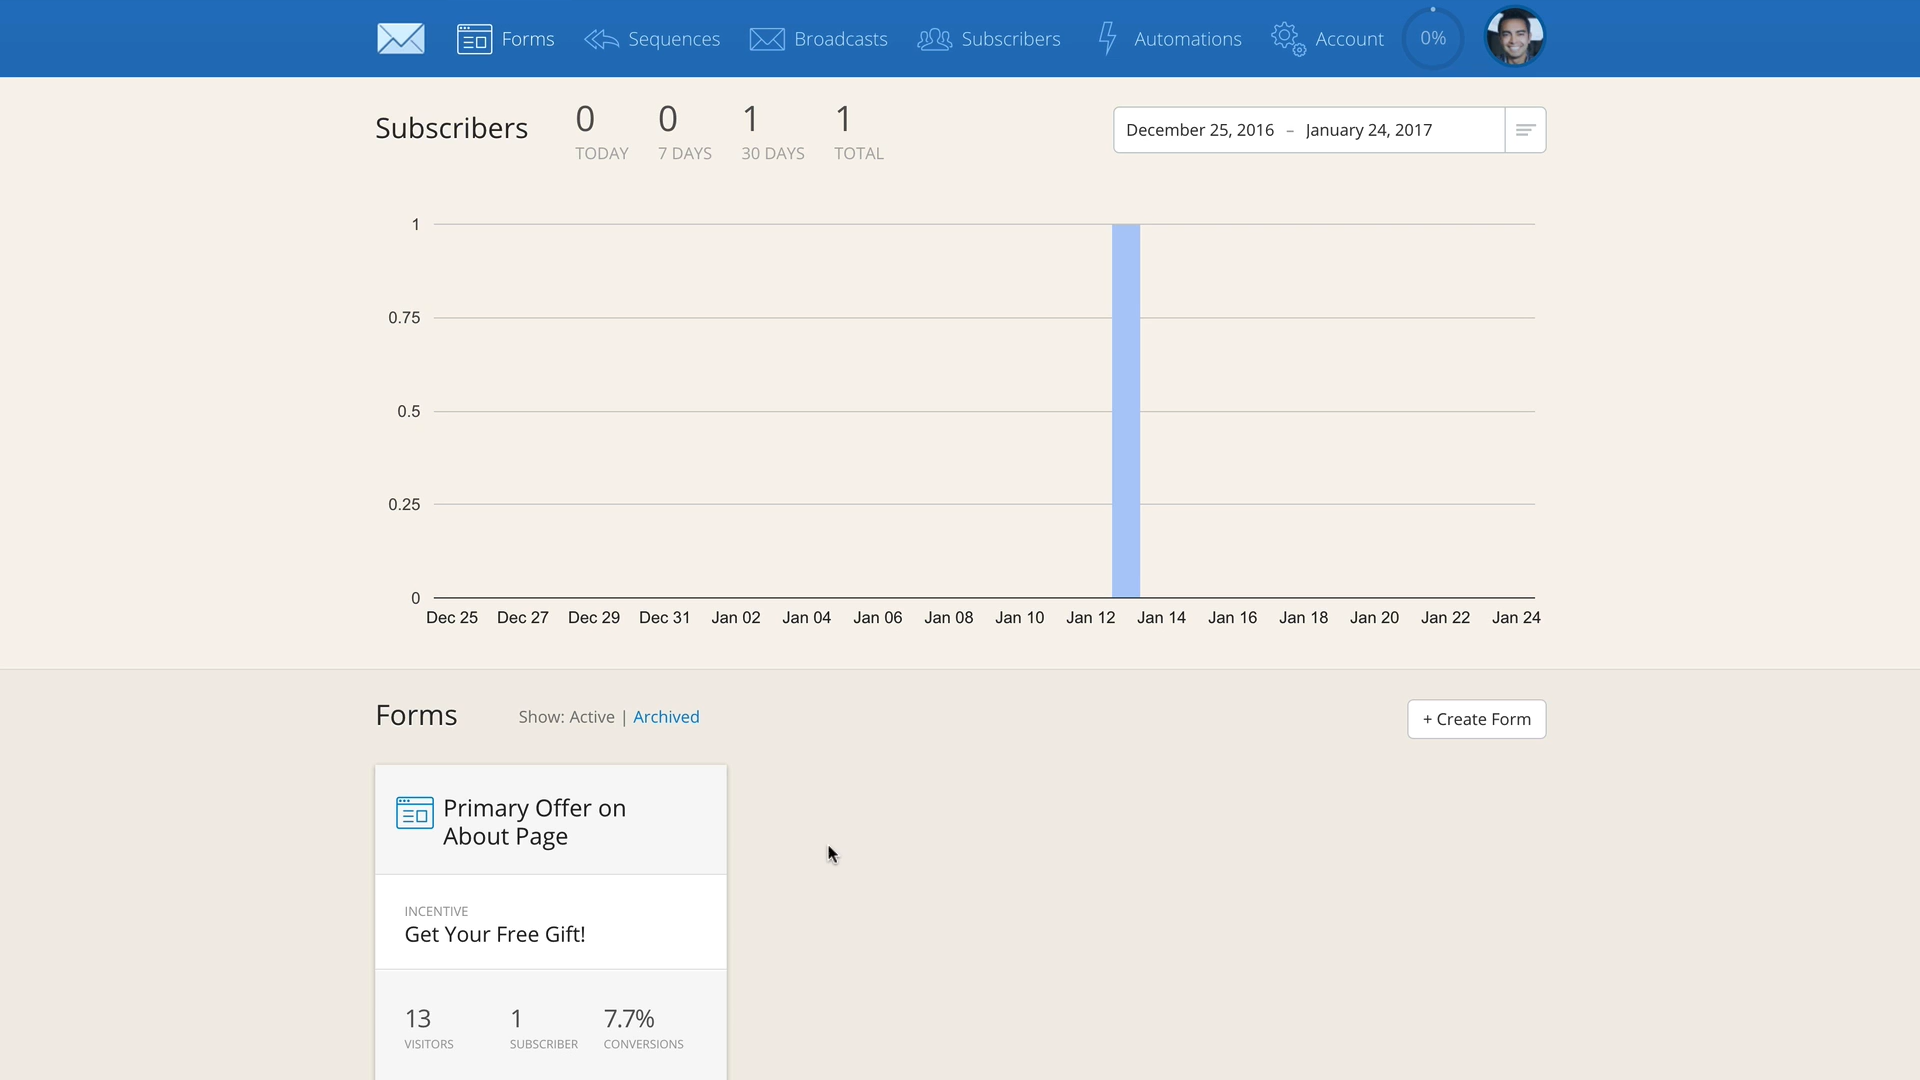 Forms Sequences Broadcasts Subscribers Automations Account 0%
Subscribers
0 0 1 1
TODAY 7 DAYS 30 DAYS TOTAL
December 25, 2016 – January 24, 2017
1
0.75
0.5
0.25
0
Dec 25 Dec 27 Dec 29 Dec 31 Jan 02 Jan 04 Jan 06 Jan 08 Jan 10 Jan 12 Jan 14 Jan 16 Jan 18 Jan 20 Jan 22 Jan 24
Forms Show: Active | Archived + Create Form
Primary Offer on
About Page
INCENTIVE
Get Your Free Gift!
13 1 7.7%
VISITORS SUBSCRIBER CONVERSIONS